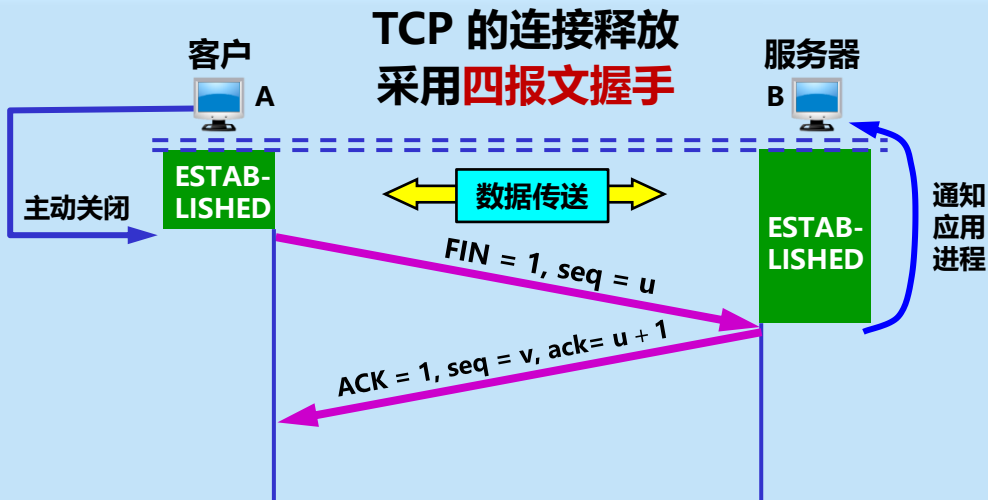 TCP 的连接释放
采用四报文握手
客户
A
服务器
B
ESTAB-
LISHED
主动关闭
数据传送
ESTAB-
LISHED
通知
应用
进程
FIN = 1, seq = u
ACK = 1, seq = v, ack= u + 1